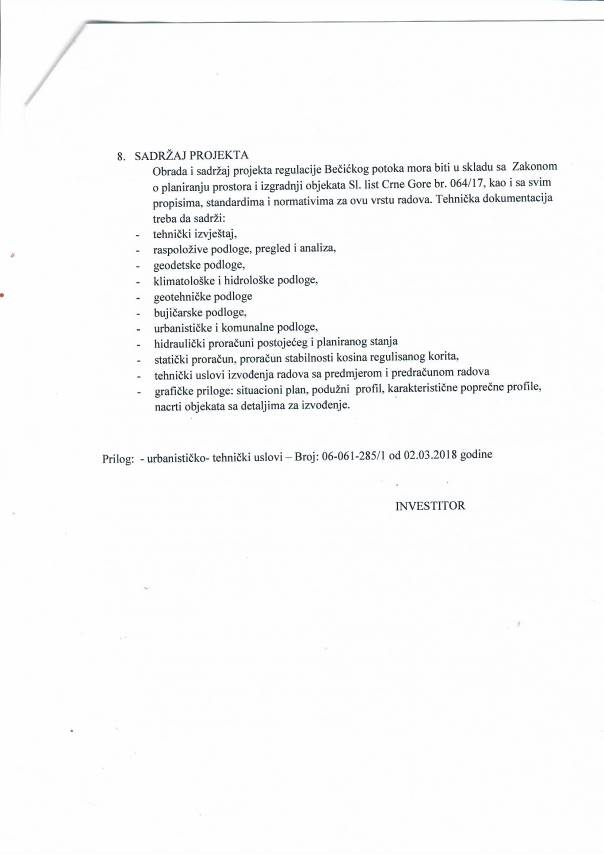 8. SADRŽAJ PROJEKTA
Obrada i sadržaj projekta regulacije Bečićkog potoka mora biti u skladu sa Zakonom
o planiranju prostora i izgradnji objekata Sl. list Crne Gore br. 064/17, kao i sa svim
propisima, standardima i normativima za ovu vrstu radova. Tehnička dokumentacija
treba da sadrži:
- tehnički izvještaj,
- raspoložive podloge, pregled i analiza,
- geodetske podloge,
- klimatološke i hidrološke podloge,
- geotehničke podloge
- bujičarske podloge,
- urbanističke i komunalne podloge,
- hidraulički proračuni postojećeg i planiranog stanja
- statički proračun, proračun stabilnosti kosina regulisanog korita,
- tehnički uslovi izvođenja radova sa predmjerom i predračunom radova
- grafičke priloge: situacioni plan, podužni profil, karakteristične poprečne profile,
nacrti objekata sa detaljima za izvođenje.
Prilog: - urbanističko- tehnički uslovi – Broj: 06-061-285/1 od 02.03.2018 godine
INVESTITOR